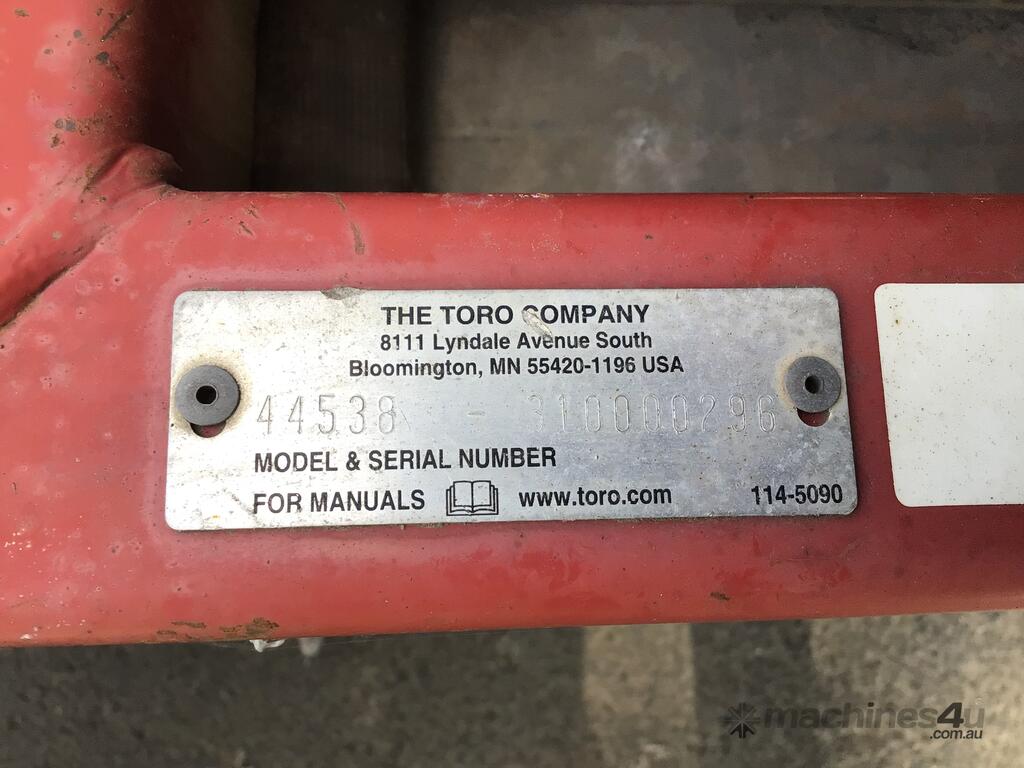 THE TORO COMPANY
8111 Lyndale Avenue South
Bloomington, MN 55420-1196 USA
44538 - 310000296
MODEL & SERIAL NUMBER
FOR MANUALS www.toro.com 114-5090
machines4u
.com.au